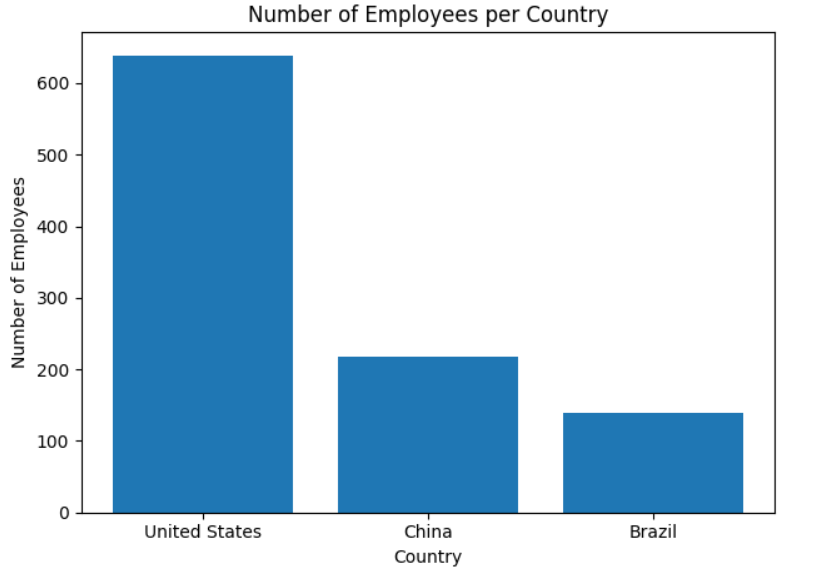 Number of Employees per Country
Number of Employees
600
500
400
300
200
100
0
United States China Brazil
Country